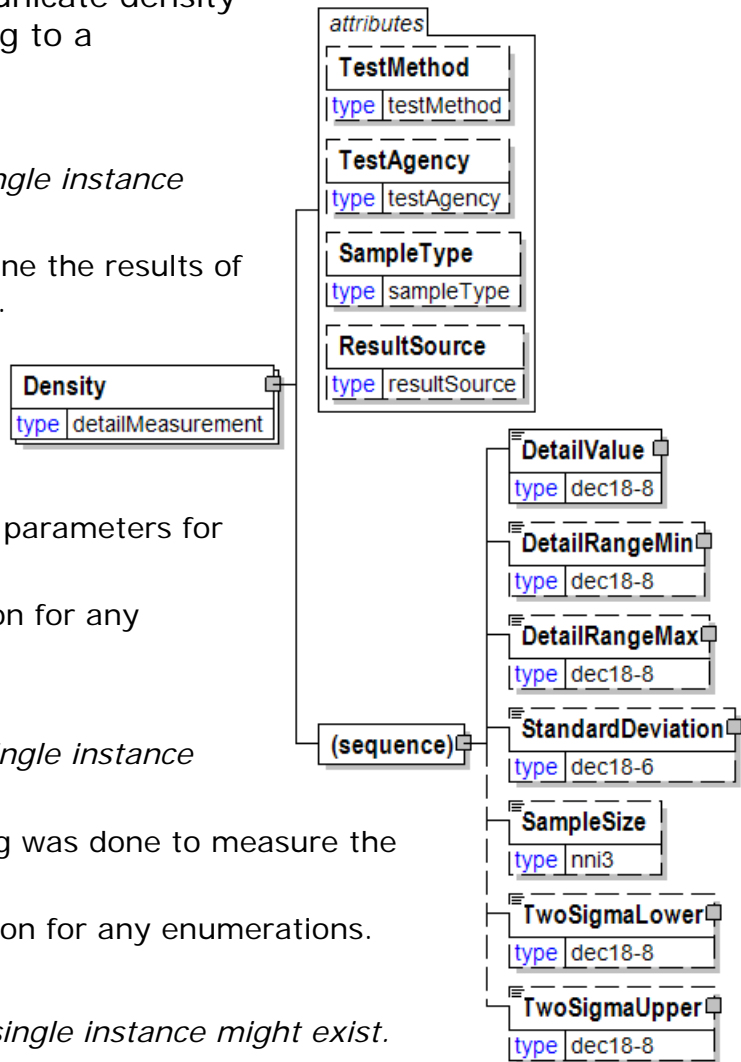 unicate density
g to a
ngle instance
ne the results of
.
parameters for
on for any
ingle instance
g was done to measure the
on for any enumerations.
single instance might exist.
attributes
TestMethod
type testMethod
TestAgency
type testAgency
SampleType
type sampleType
ResultSource
type resultSource
Density
type detailMeasurement
(sequence)
DetailValue
type dec18-8
DetailRangeMin
type dec18-8
DetailRangeMax
type dec18-8
StandardDeviation
type dec18-6
SampleSize
type nni3
TwoSigmaLower
type dec18-8
TwoSigmaUpper
type dec18-8